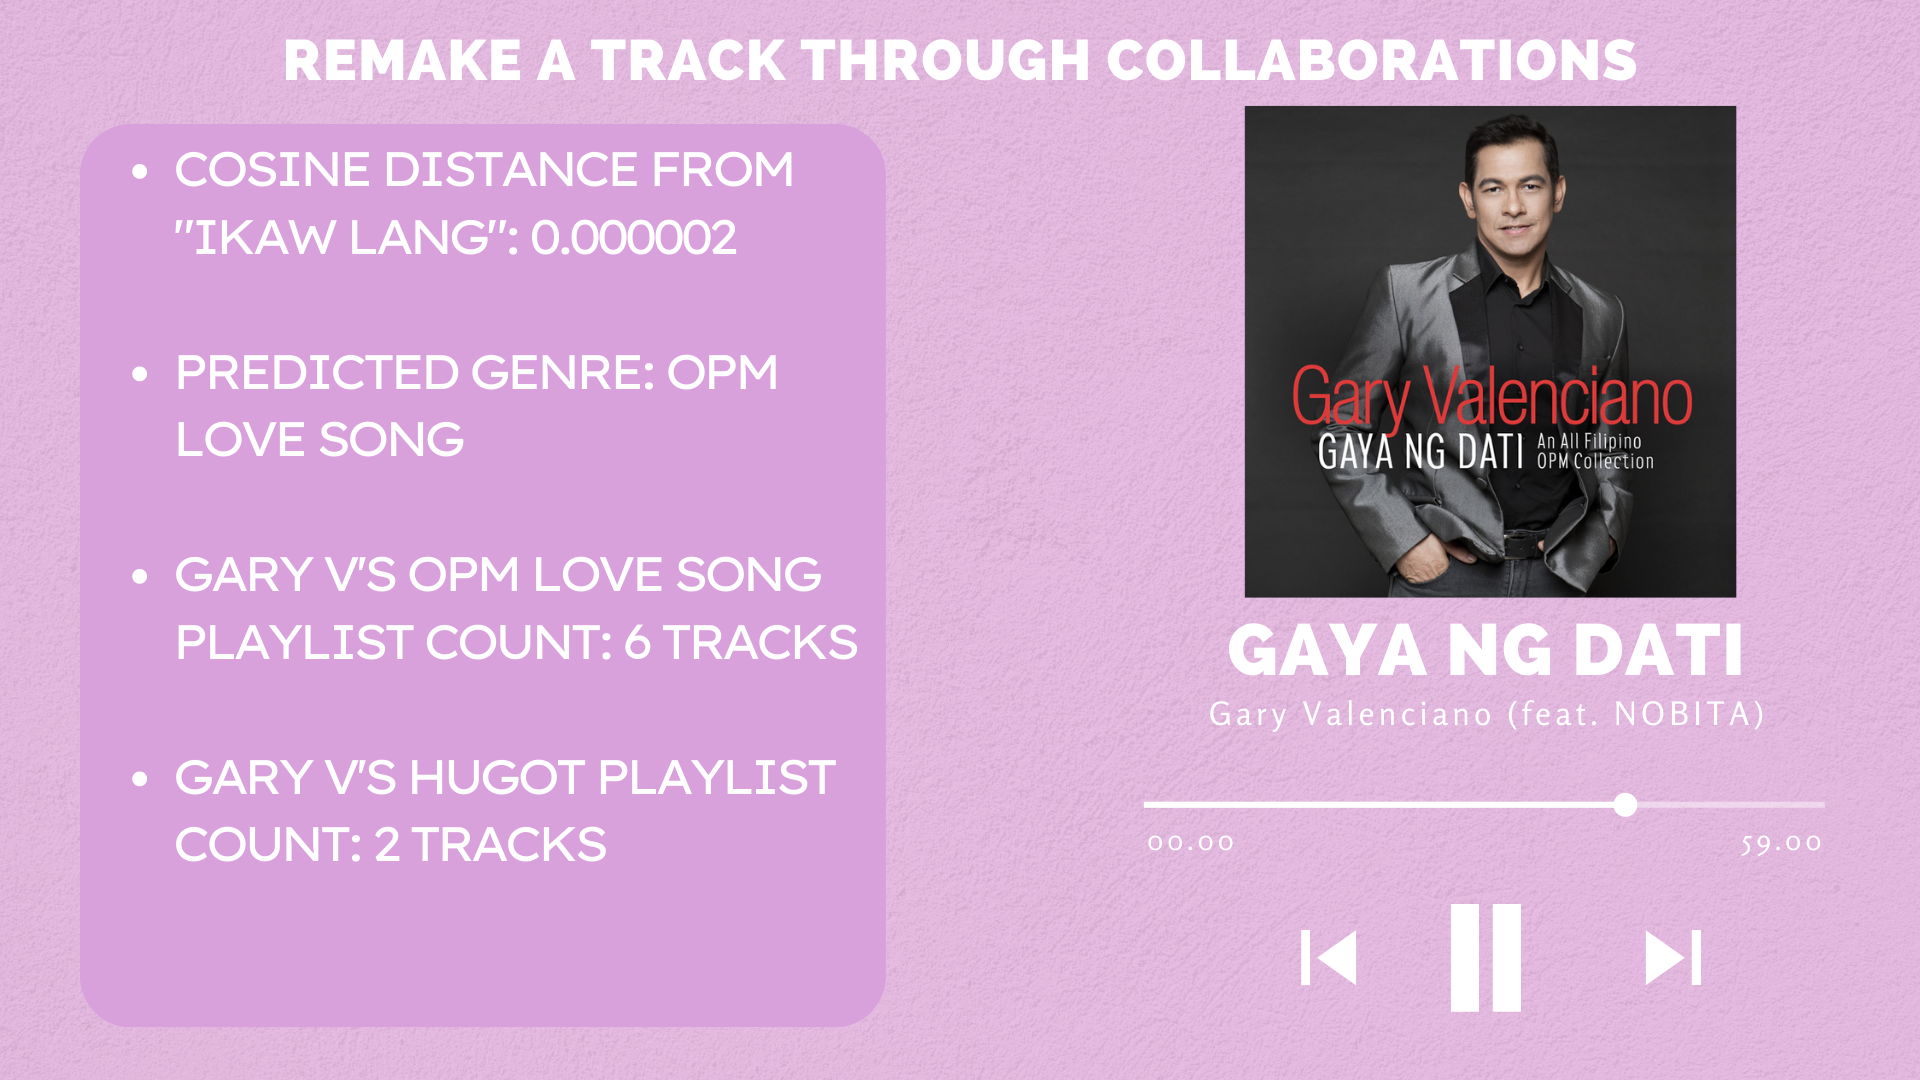 REMAKE A TRACK THROUGH COLLABORATIONS
• COSINE DISTANCE FROM
"IKAW LANG": 0.000002
• PREDICTED GENRE: OPM
LOVE SONG
• GARY V'S OPM LOVE SONG
PLAYLIST COUNT: 6 TRACKS
• GARY V'S HUGOT PLAYLIST
COUNT: 2 TRACKS
Gary Valenciano
GAYA NG DATI An All Filipino
OPM Collection
GAYA NG DATI
Gary Valenciano (feat. NOBITA)
00.00 59.00